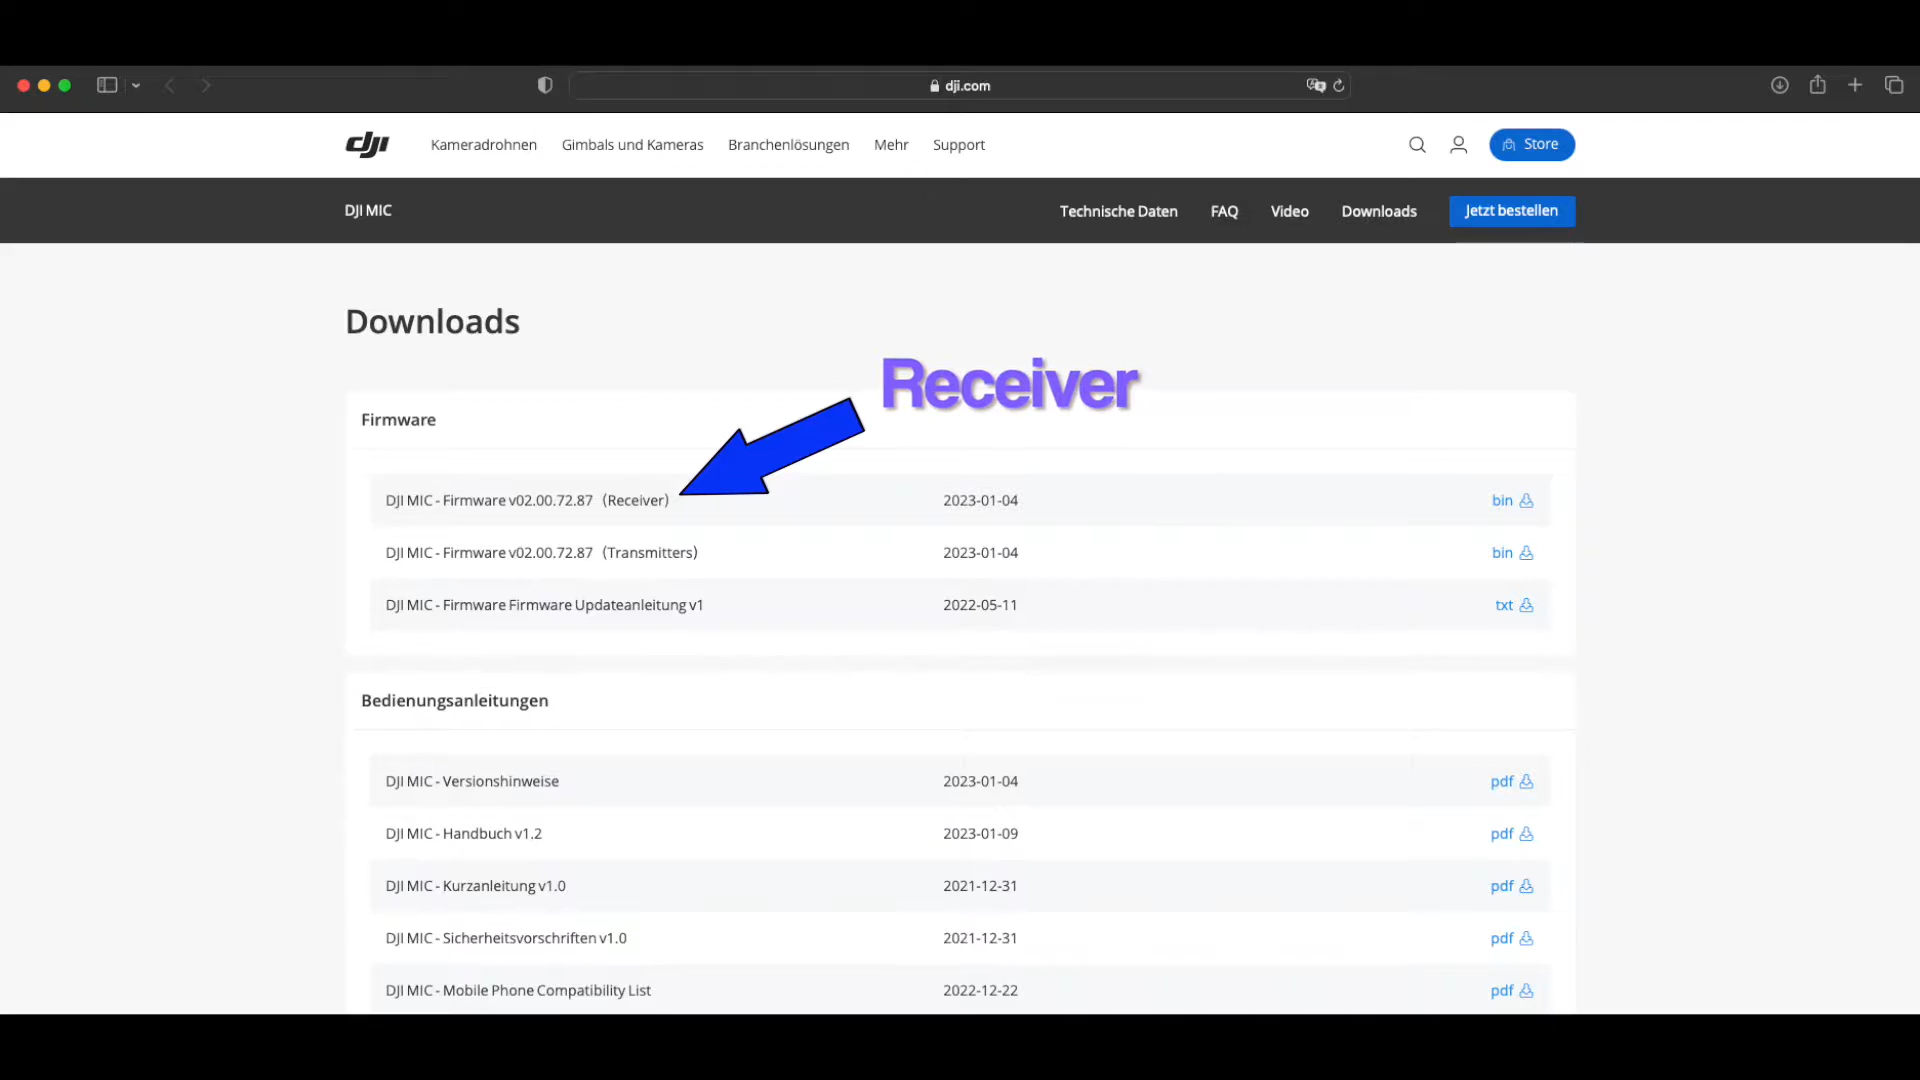 dji.com
dji
Kameradrohnen Gimbals und Kameras Branchenlösungen Mehr Support
Store
DJI MIC
Technische Daten FAQ Video Downloads Jetzt bestellen
Downloads
Receiver
Firmware
DJI MIC - Firmware v02.00.72.87（Receiver） 2023-01-04 bin
DJI MIC - Firmware v02.00.72.87（Transmitters） 2023-01-04 bin
DJI MIC - Firmware Firmware Updateanleitung v1 2022-05-11 txt
Bedienungsanleitungen
DJI MIC - Versionshinweise 2023-01-04 pdf
DJI MIC - Handbuch v1.2 2023-01-09 pdf
DJI MIC - Kurzanleitung v1.0 2021-12-31 pdf
DJI MIC - Sicherheitsvorschriften v1.0 2021-12-31 pdf
DJI MIC - Mobile Phone Compatibility List 2022-12-22 pdf